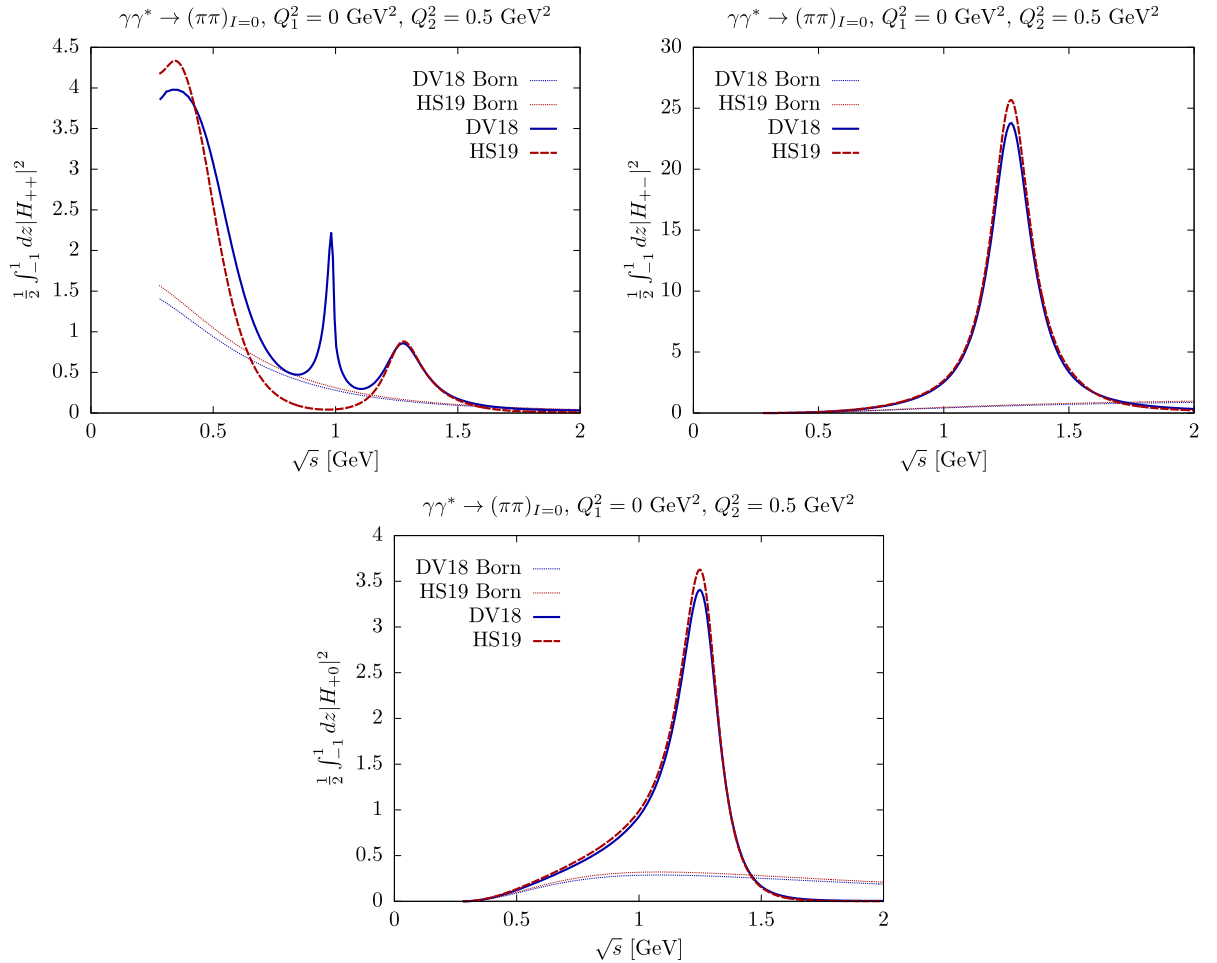 γγ* → (ππ)_{I=0}, Q_1^2 = 0 GeV^2, Q_2^2 = 0.5 GeV^2
½ ∫_{-1}^{1} dz|H_{++}|^2
4.5
4
3.5
3
2.5
2
1.5
1
0.5
0
DV18 Born
HS19 Born
DV18
HS19
0 0.5 1 1.5 2
√s [GeV]
γγ* → (ππ)_{I=0}, Q_1^2 = 0 GeV^2, Q_2^2 = 0.5 GeV^2
½ ∫_{-1}^{1} dz|H_{+-}|^2
30
25
20
15
10
5
0
DV18 Born
HS19 Born
DV18
HS19
0 0.5 1 1.5 2
√s [GeV]
γγ* → (ππ)_{I=0}, Q_1^2 = 0 GeV^2, Q_2^2 = 0.5 GeV^2
½ ∫_{-1}^{1} dz|H_{+0}|^2
4
3.5
3
2.5
2
1.5
1
0.5
0
DV18 Born
HS19 Born
DV18
HS19
0 0.5 1 1.5 2
√s [GeV]